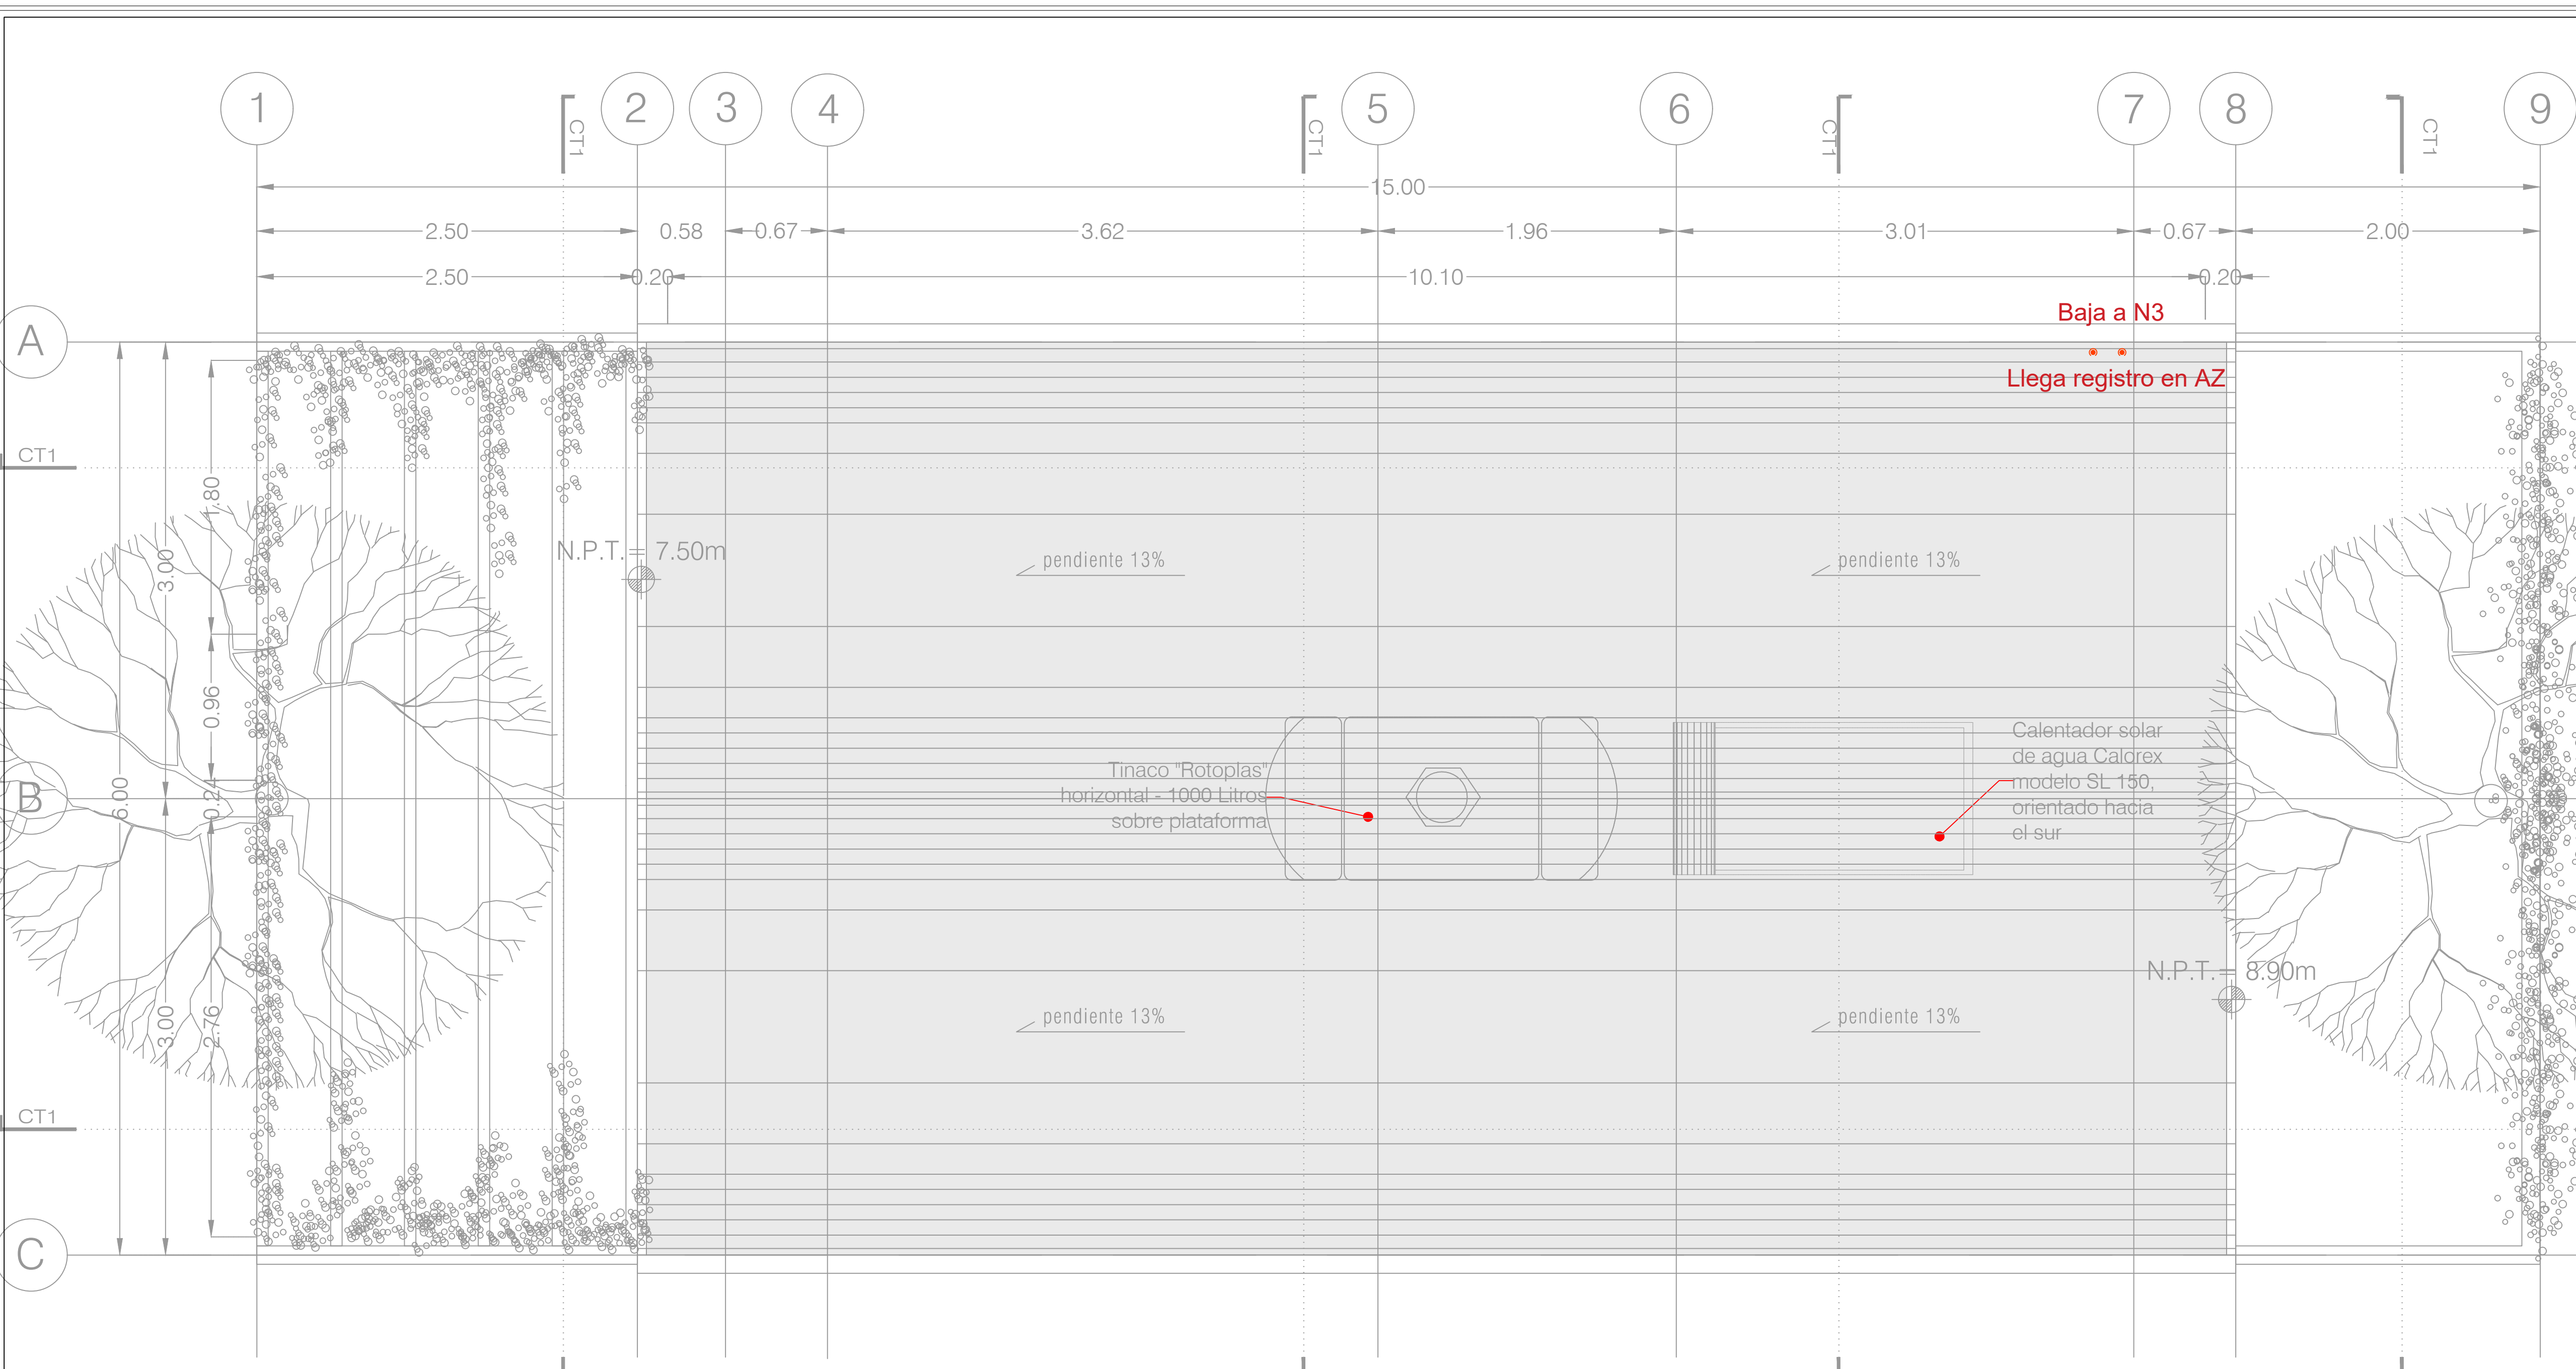 1
2
3
4
5
6
7
8
9
CT1
CT1
CT1
CT1
15.00
2.50
0.58
0.67
3.62
1.96
3.01
0.67
2.00
2.50
0.20
10.10
0.20
Baja a N3
Llega registro en AZ
A
CT1
1.80
3.00
N.P.T. = 7.50m
pendiente 13%
pendiente 13%
0.96
6.00
0.24
B
Tinaco "Rotoplas"
horizontal - 1000 Litros
sobre plataforma
Calentador solar
de agua Calorex
modelo SL 150,
orientado hacia
el sur
N.P.T. = 8.90m
3.00
2.76
pendiente 13%
pendiente 13%
CT1
C